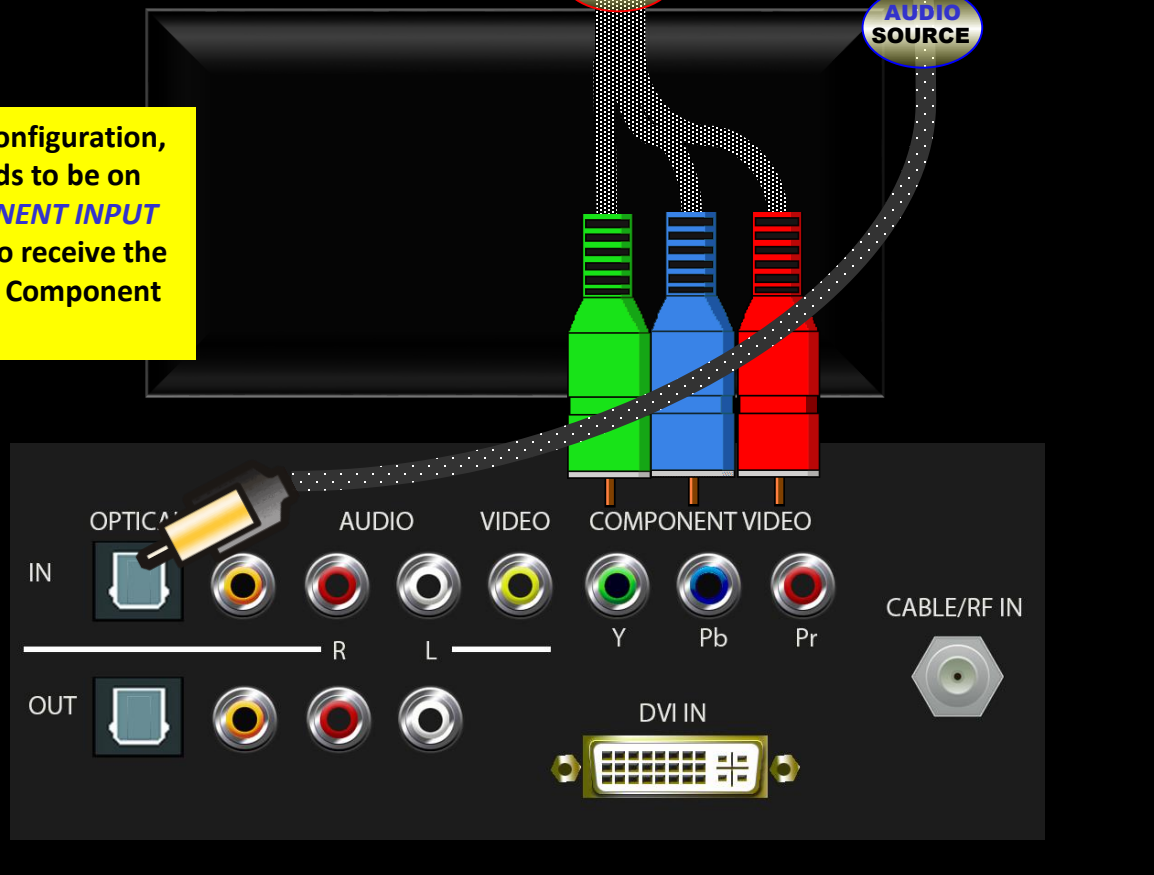 AUDIO
SOURCE
onfiguration,
ds to be on
NENT INPUT
o receive the
Component
OPTICA
AUDIO
VIDEO
COMPONENT VIDEO
IN
CABLE/RF IN
Y
Pb
Pr
R
L
OUT
DVI IN